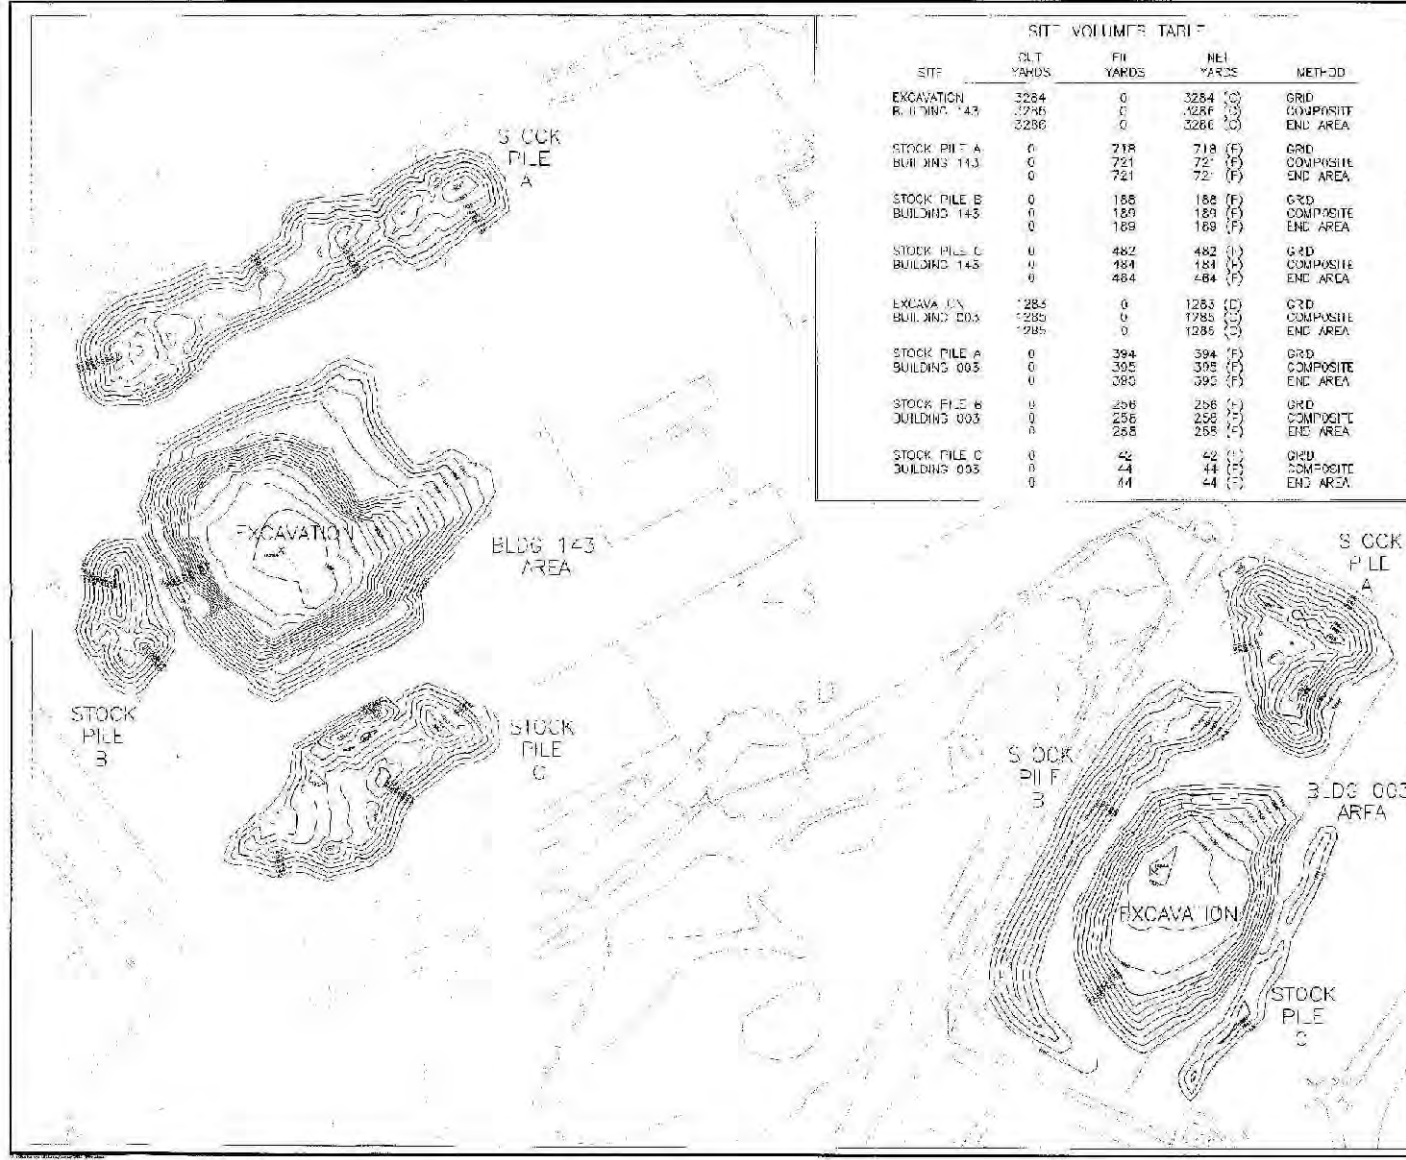 SITE VOLUMES TABLE
SITE CUT YARDS FILL YARDS NET YARDS METHOD
EXCAVATION 3284 0 3284 (C) GRID
BUILDING 143 3286 0 3286 (C) COMPOSITE
3286 0 3286 (C) END AREA
STOCK PILE A 0 718 718 (F) GRID
BUILDING 143 0 721 721 (F) COMPOSITE
0 721 721 (F) END AREA
STOCK PILE B 0 188 188 (F) GRID
BUILDING 143 0 189 189 (F) COMPOSITE
0 189 189 (F) END AREA
STOCK PILE C 0 482 482 (F) GRID
BUILDING 143 0 484 484 (F) COMPOSITE
0 484 484 (F) END AREA
EXCAVATION 1283 0 1283 (C) GRID
BUILDING 003 1285 0 1285 (C) COMPOSITE
1285 0 1285 (C) END AREA
STOCK PILE A 0 394 394 (F) GRID
BUILDING 003 0 395 395 (F) COMPOSITE
0 395 395 (F) END AREA
STOCK PILE B 0 256 256 (F) GRID
BUILDING 003 0 258 258 (F) COMPOSITE
0 258 258 (F) END AREA
STOCK PILE C 0 42 42 (F) GRID
BUILDING 003 0 44 44 (F) COMPOSITE
0 44 44 (F) END AREA
STOCK
PILE
A
EXCAVATION
BLDG 143
AREA
STOCK
PILE
B
STOCK
PILE
C
STOCK
PILE
A
STOCK
PILE
B
BLDG 003
AREA
EXCAVATION
STOCK
PILE
C